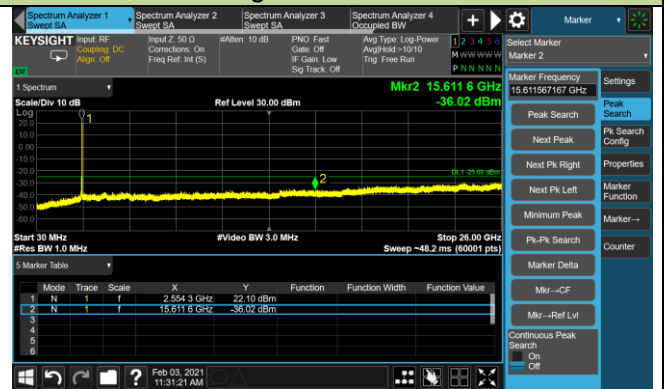 Spectrum Analyzer 1
Swept SA
Spectrum Analyzer 2
Swept SA
Spectrum Analyzer 3
Swept SA
Spectrum Analyzer 4
Occupied BW
+
Marker
KEYSIGHT
Input: RF
Coupling: DC
Align: Off
Input Z: 50 Ω
Corrections: On
Freq Ref: Int (S)
#Atten: 10 dB
PNO: Fast
Gate: Off
IF Gain: Low
Sig Track: Off
Avg Type: Log-Power
Avg|Hold:>10/10
Trig: Free Run
1 2 3 4 5 6
M W W W W W
P N N N N N
LXI
Select Marker
Marker 2
Marker Frequency
15.611567167 GHz
Settings
Peak Search
Next Peak
Next Pk Right
Next Pk Left
Minimum Peak
Pk-Pk Search
Marker Delta
Mkr→CF
Mkr→Ref Lvl
Continuous Peak
Search
On
Off
Peak
Search
Pk Search
Config
Properties
Marker
Function
Marker→
Counter
1 Spectrum
Mkr2 15.611 6 GHz
Scale/Div 10 dB
Ref Level 30.00 dBm
-36.02 dBm
Log
20.0
10.0
0.00
-10.0
-20.0
-30.0
-40.0
-50.0
-60.0
1
2
DL1 -25.00 dBm
Start 30 MHz
#Video BW 3.0 MHz
Stop 26.00 GHz
#Res BW 1.0 MHz
Sweep ~48.2 ms (60001 pts)
5 Marker Table
Mode Trace Scale X Y Function Function Width Function Value
1 N 1 f 2.554 3 GHz 22.10 dBm
2 N 1 f 15.611 6 GHz -36.02 dBm
3
4
5
6
?
Feb 03, 2021
11:31:21 AM